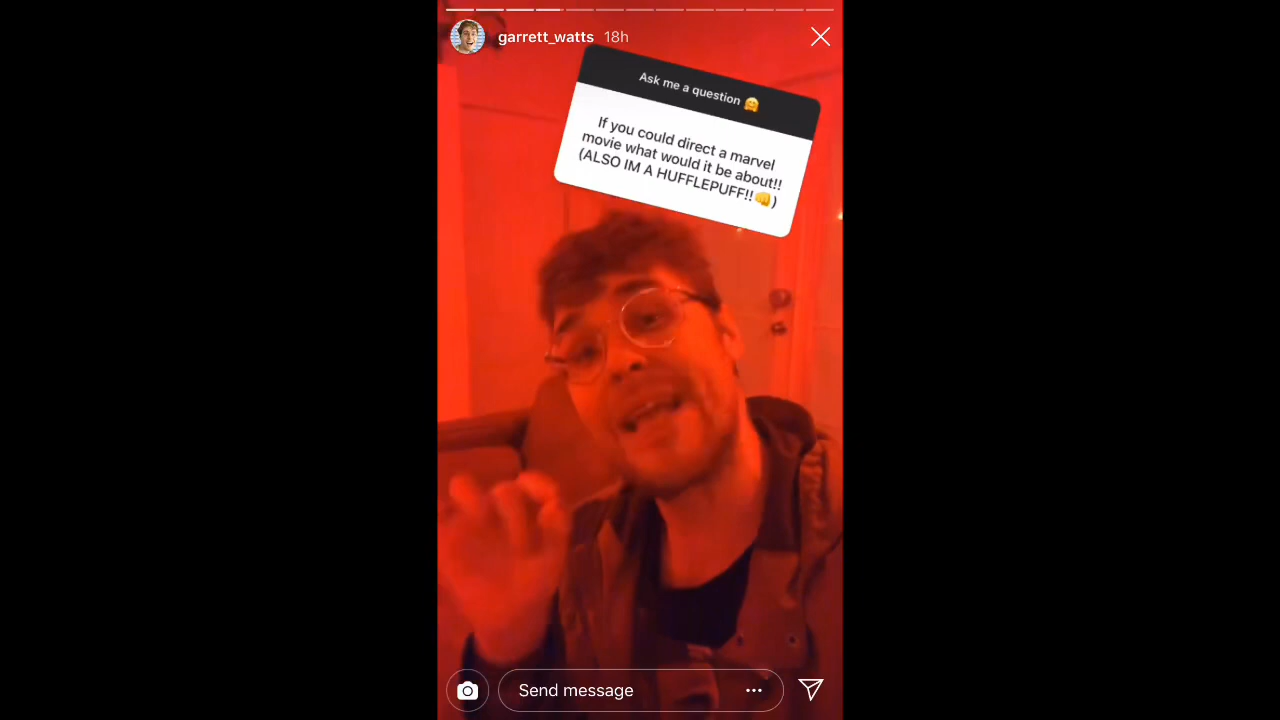 garrett_watts 18h
Ask me a question 🤗
If you could direct a marvel
movie what would it be about!!
(ALSO IM A HUFFLEPUFF!!👊)
Send message